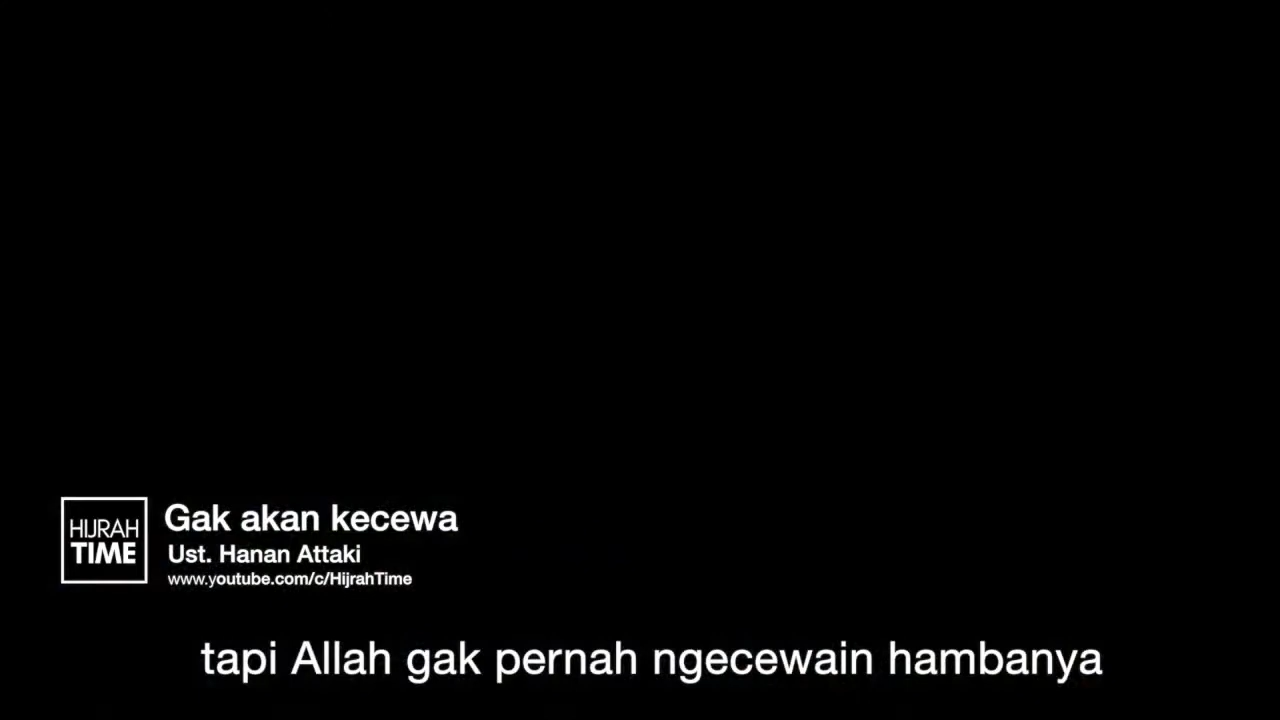 HIJRAH
TIME
Gak akan kecewa
Ust. Hanan Attaki
www.youtube.com/c/HijrahTime
tapi Allah gak pernah ngecewain hambanya